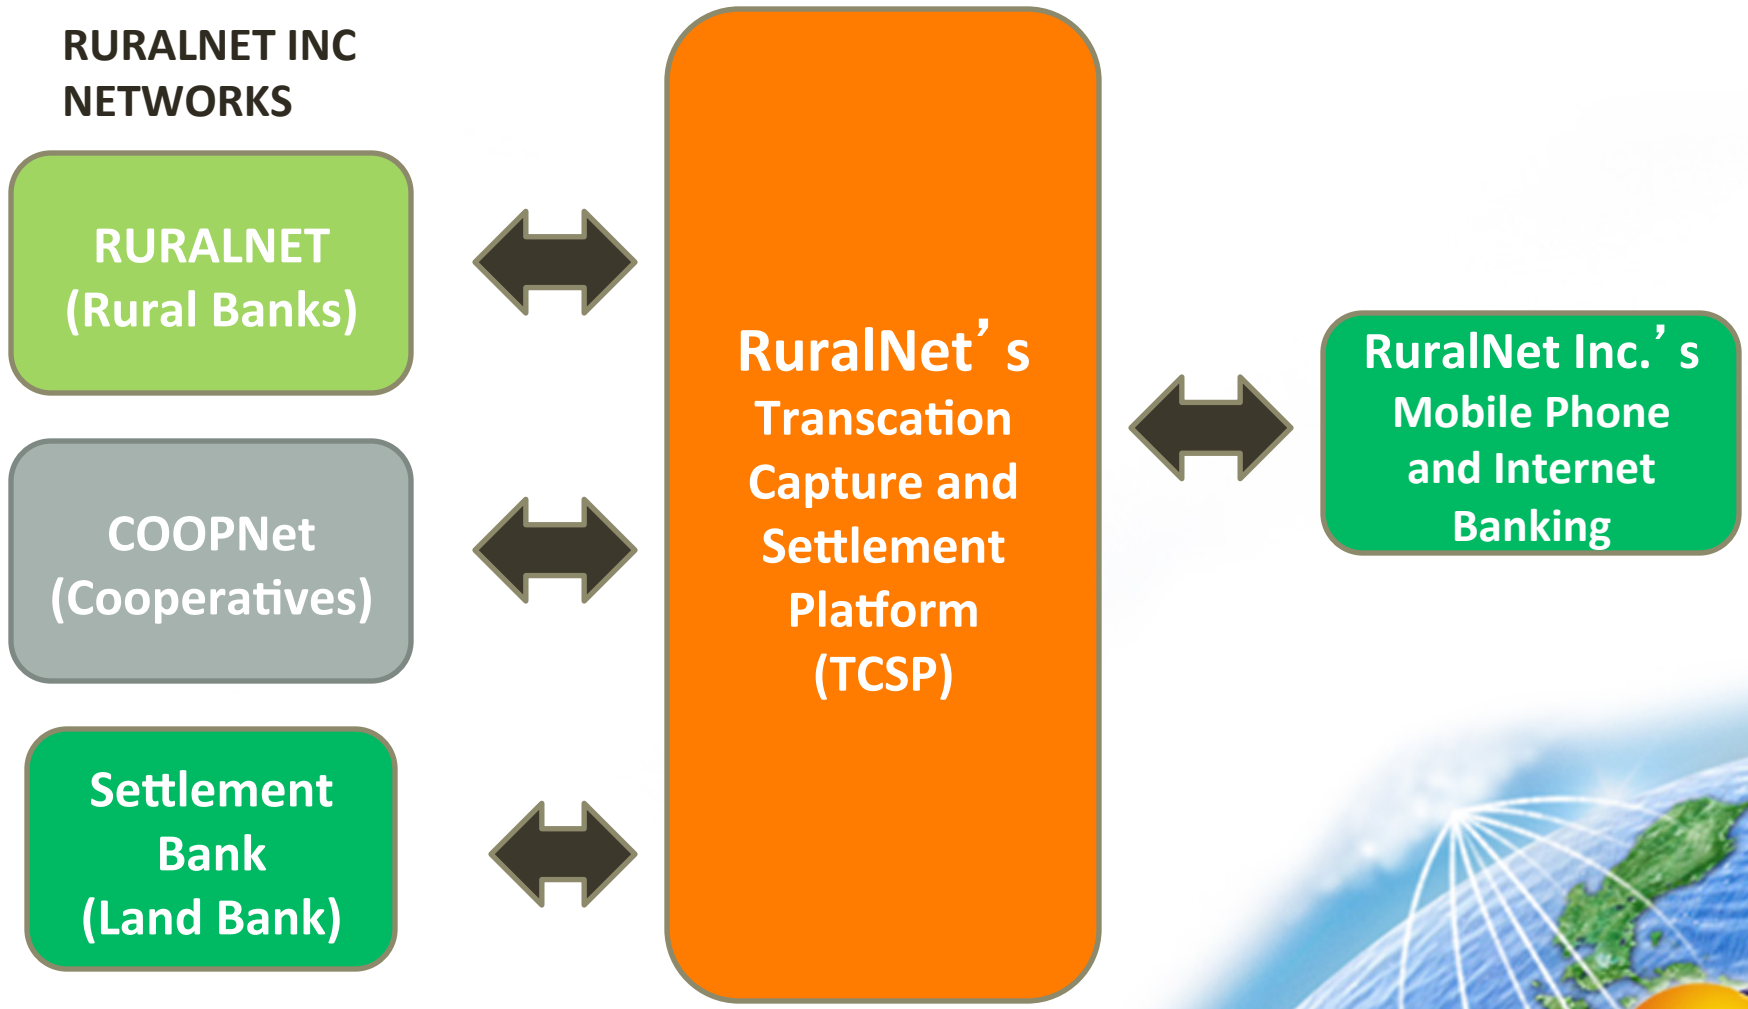 RURALNET INC
NETWORKS
RURALNET
(Rural Banks)
COOPNet
(Cooperatives)
Settlement
Bank
(Land Bank)
RuralNet’ s
Transcation
Capture and
Settlement
Platform
(TCSP)
RuralNet Inc.’ s
Mobile Phone
and Internet
Banking